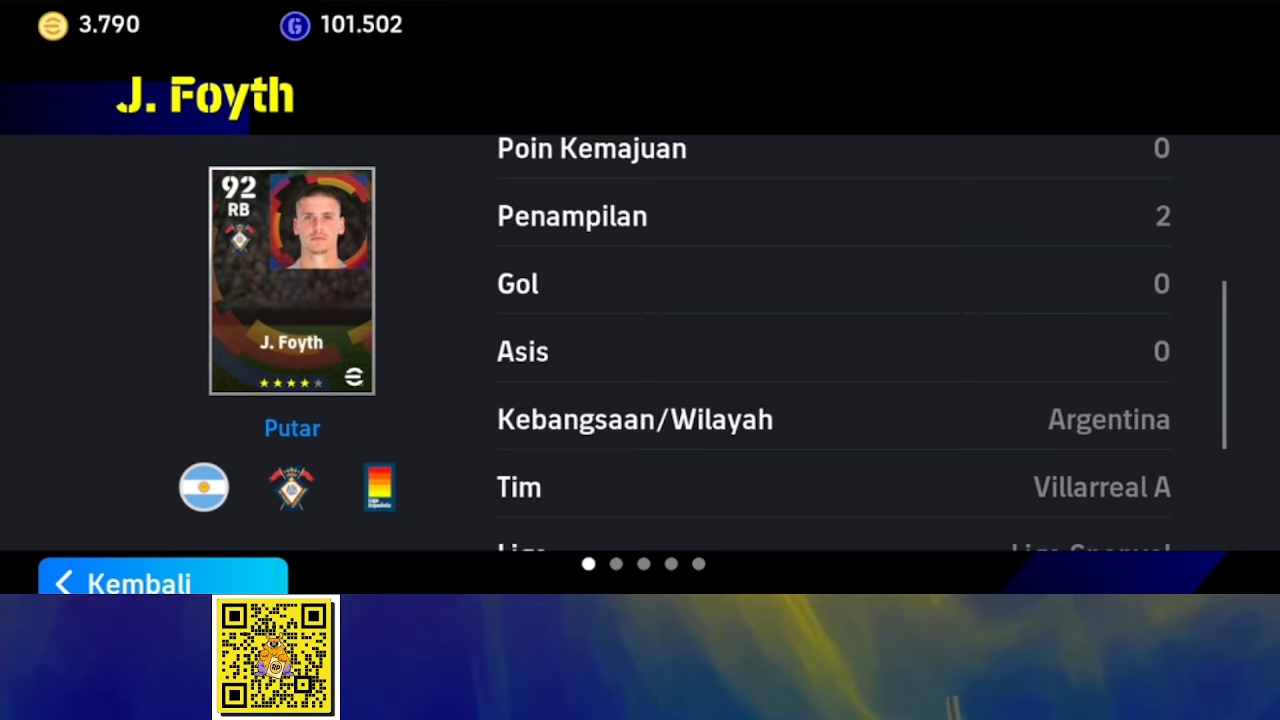 3.790
101.502
J. Foyth
92
RB
J. Foyth
Putar
Poin Kemajuan 0
Penampilan 2
Gol 0
Asis 0
Kebangsaan/Wilayah Argentina
Tim Villarreal A
Kembali
RP